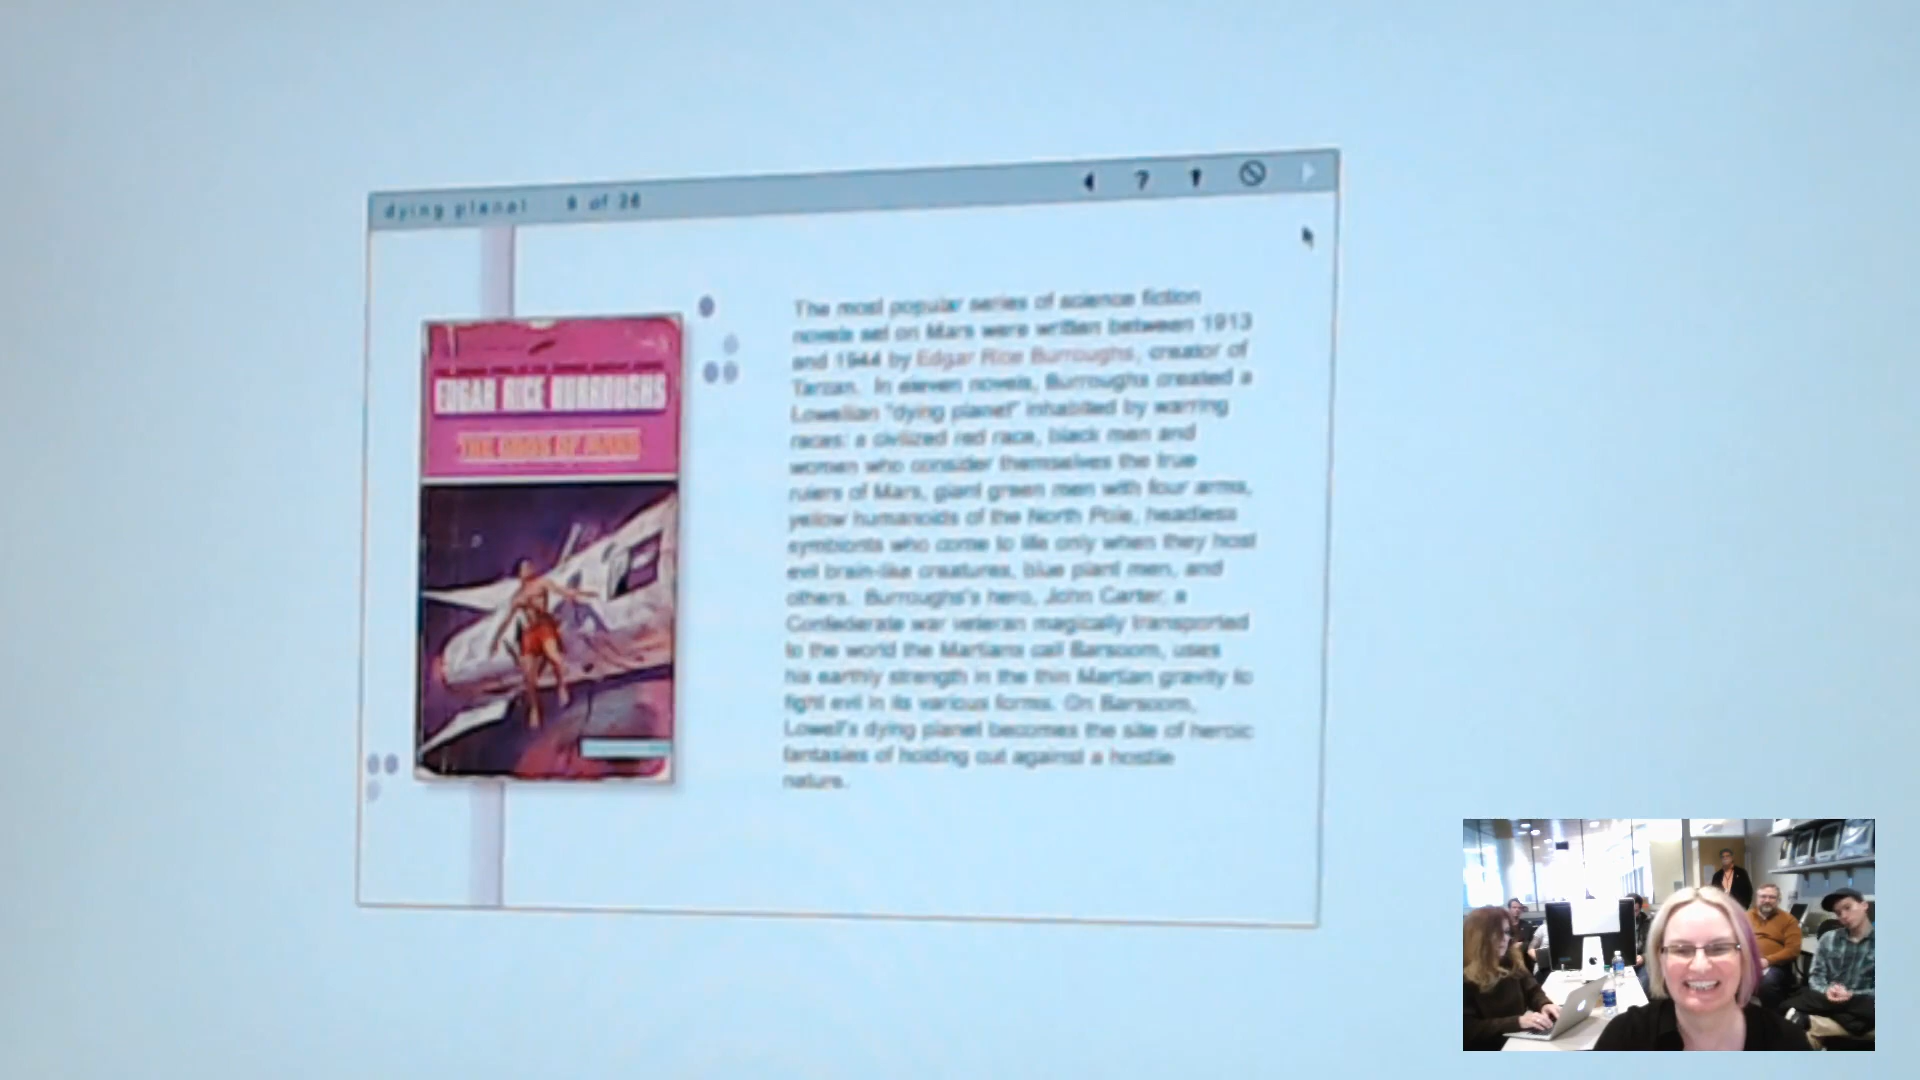 dying planet 8 of 26
?
EDGAR RICE BURROUGHS
THE GODS OF MARS
The most popular series of science fiction
novels set on Mars were written between 1913
and 1944 by Edgar Rice Burroughs, creator of
Tarzan. In eleven novels, Burroughs created a
Lowellian "dying planet" inhabited by warring
races: a civilized red race, black men and
women who consider themselves the true
rulers of Mars, giant green men with four arms,
yellow humanoids of the North Pole, headless
symbionts who come to life only when they host
evil brain-like creatures, blue plant men, and
others. Burroughs's hero, John Carter, a
Confederate war veteran magically transported
to the world the Martians call Barsoom, uses
his earthly strength in the thin Martian gravity to
fight evil in its various forms. On Barsoom,
Lowell's dying planet becomes the site of heroic
fantasies of holding out against a hostile
nature.